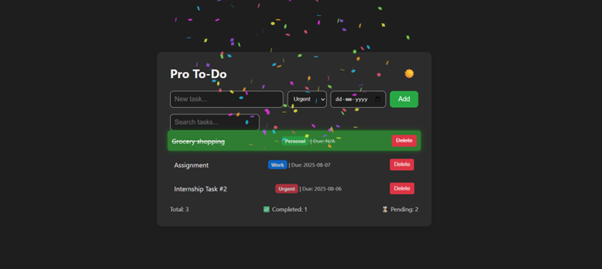 Pro To-Do
New task... Urgent dd-mm-yyyy Add
Search tasks...
Grocery shopping Personal | Due: N/A Delete
Assignment Work | Due: 2025-08-07 Delete
Internship Task #2 Urgent | Due: 2025-08-06 Delete
Total: 3 ✅ Completed: 1 ⏳ Pending: 2